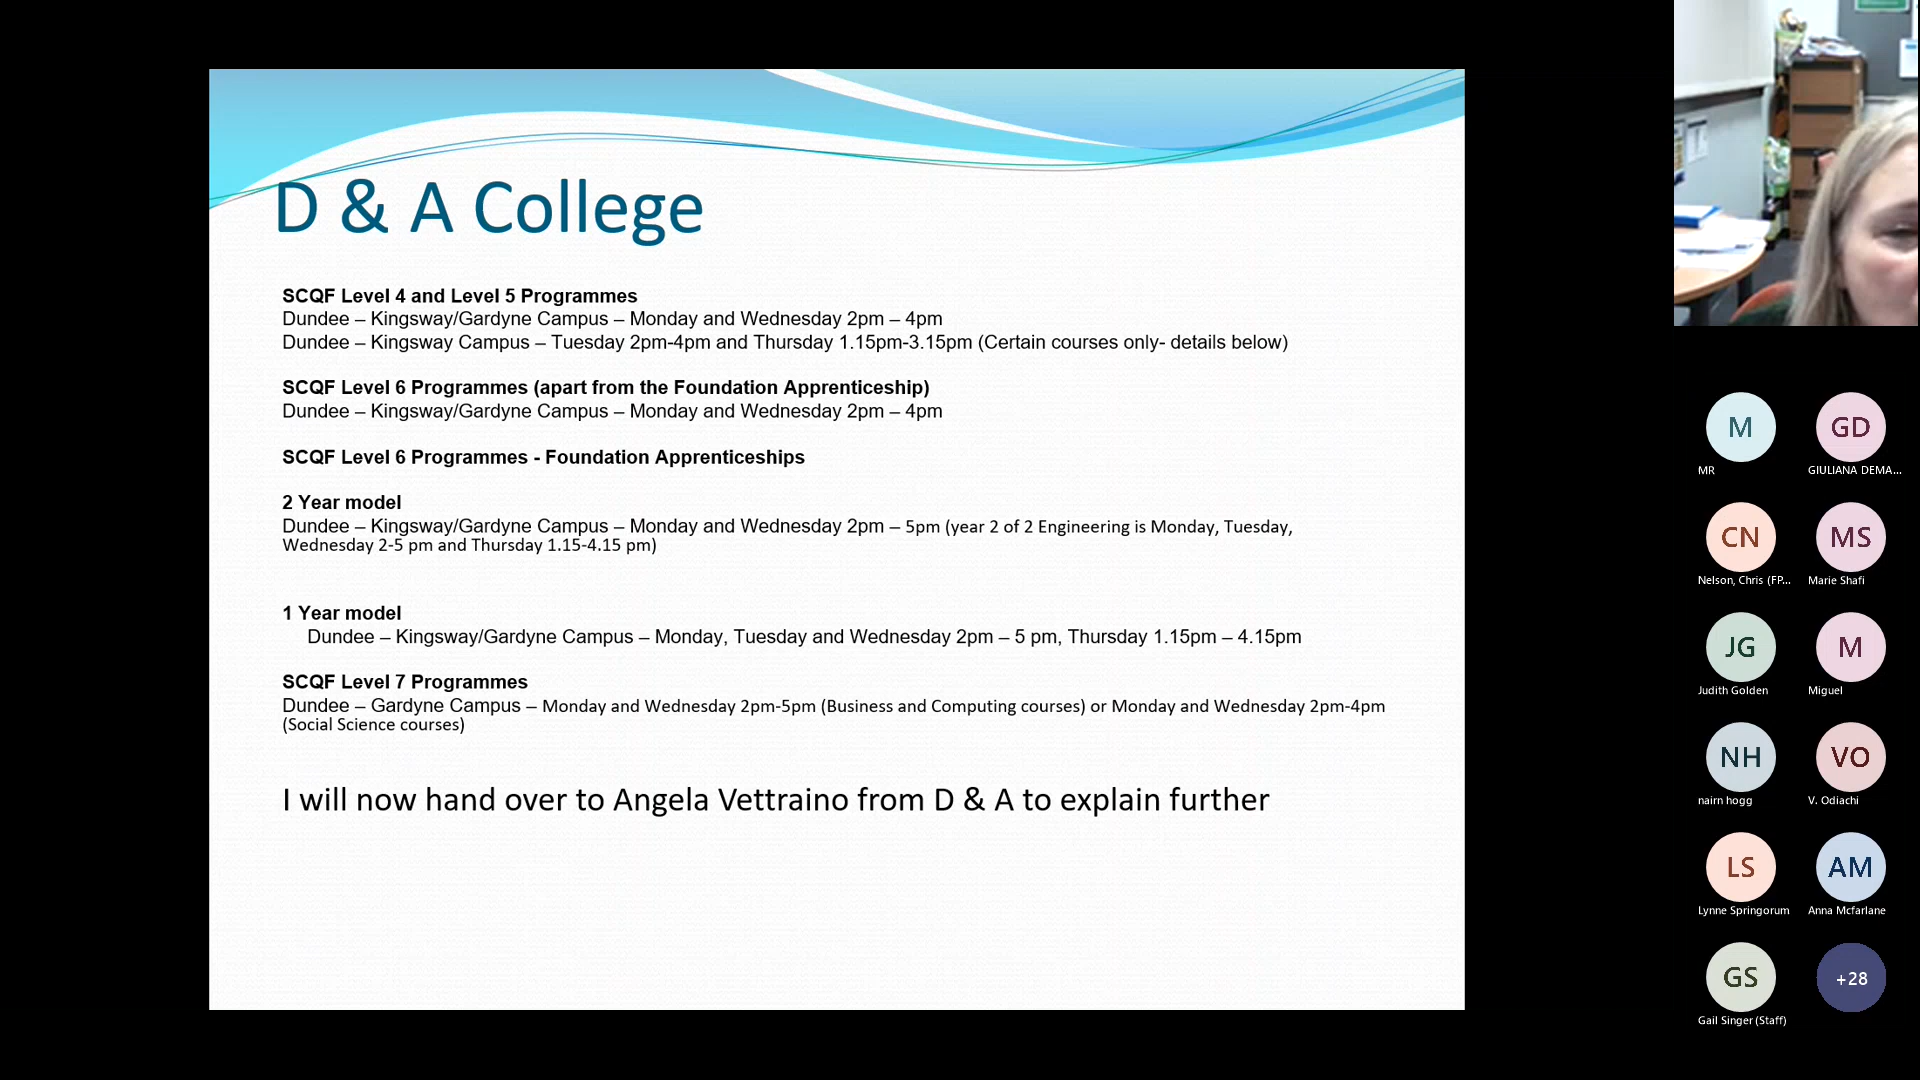 D & A College
SCQF Level 4 and Level 5 Programmes
Dundee – Kingsway/Gardyne Campus – Monday and Wednesday 2pm – 4pm
Dundee – Kingsway Campus – Tuesday 2pm-4pm and Thursday 1.15pm-3.15pm (Certain courses only- details below)
SCQF Level 6 Programmes (apart from the Foundation Apprenticeship)
Dundee – Kingsway/Gardyne Campus – Monday and Wednesday 2pm – 4pm
SCQF Level 6 Programmes - Foundation Apprenticeships
2 Year model
Dundee – Kingsway/Gardyne Campus – Monday and Wednesday 2pm – 5pm (year 2 of 2 Engineering is Monday, Tuesday,
Wednesday 2-5 pm and Thursday 1.15-4.15 pm)
1 Year model
Dundee – Kingsway/Gardyne Campus – Monday, Tuesday and Wednesday 2pm – 5 pm, Thursday 1.15pm – 4.15pm
SCQF Level 7 Programmes
Dundee – Gardyne Campus – Monday and Wednesday 2pm-5pm (Business and Computing courses) or Monday and Wednesday 2pm-4pm
(Social Science courses)
I will now hand over to Angela Vettraino from D & A to explain further
M GD
MR GIULIANA DEMA...
CN MS
Nelson, Chris (FP... Marie Shafi
JG M
Judith Golden Miguel
NH VO
nairn hogg V. Odiachi
LS AM
Lynne Springorum Anna Mcfarlane
GS +28
Gail Singer (Staff)